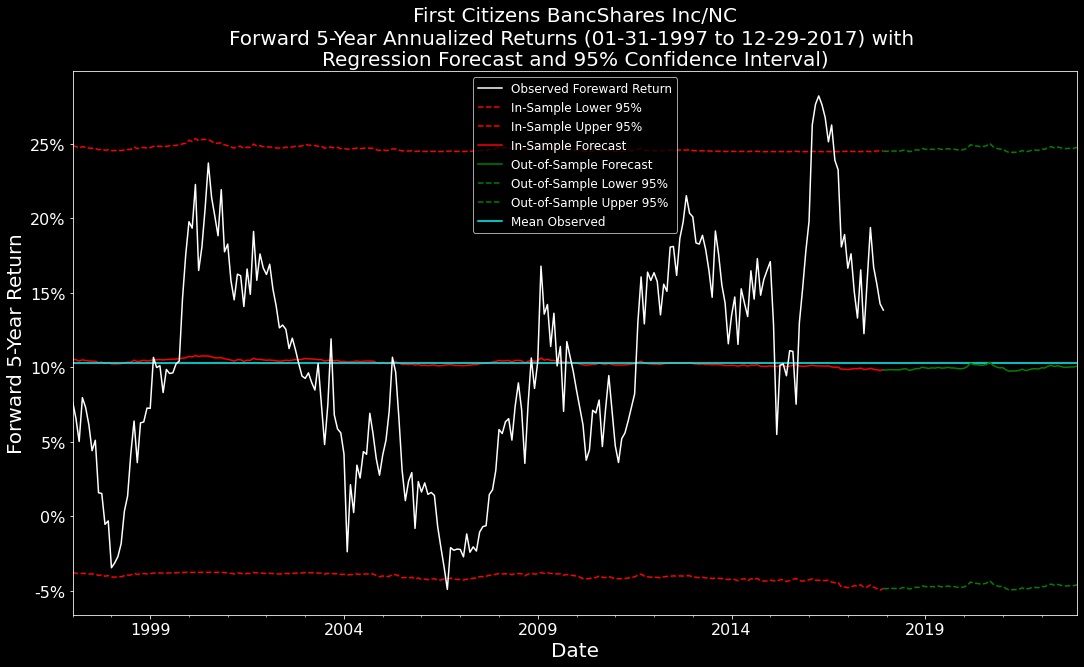 First Citizens BancShares Inc/NC
Forward 5-Year Annualized Returns (01-31-1997 to 12-29-2017) with
Regression Forecast and 95% Confidence Interval)
Observed Foreward Return
In-Sample Lower 95%
In-Sample Upper 95%
In-Sample Forecast
Out-of-Sample Forecast
Out-of-Sample Lower 95%
Out-of-Sample Upper 95%
Mean Observed
Forward 5-Year Return
25%
20%
15%
10%
5%
0%
-5%
1999
2004
2009
2014
2019
Date